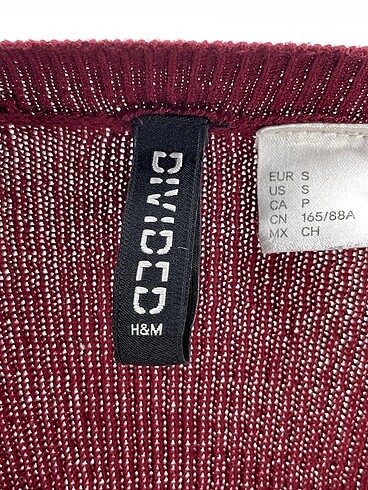 DIVIDED
H&M
EUR S
US S
CA P
CN 165/88A
MX CH